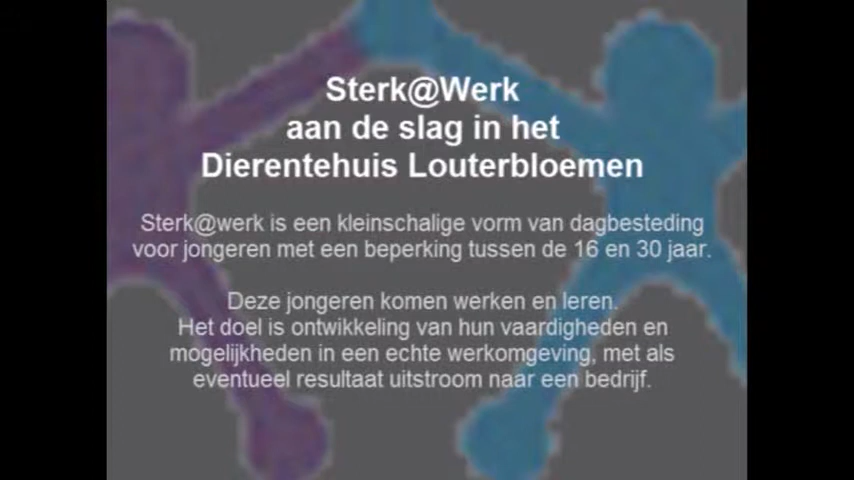 Sterk@Werk
aan de slag in het
Dierentehuis Louterbloemen
Sterk@werk is een kleinschalige vorm van dagbesteding
voor jongeren met een beperking tussen de 16 en 30 jaar.
Deze jongeren komen werken en leren.
Het doel is ontwikkeling van hun vaardigheden en
mogelijkheden in een echte werkomgeving, met als
eventueel resultaat uitstroom naar een bedrijf.